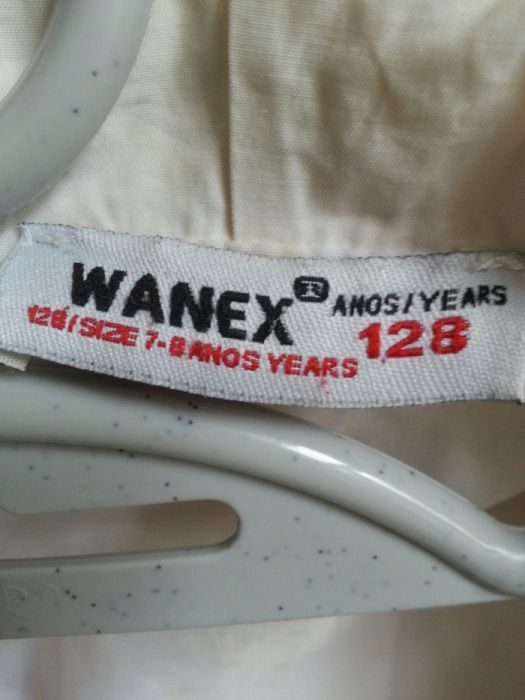 WANEX ® ANOS/YEARS
128/SIZE 7-8 ANOS YEARS 128